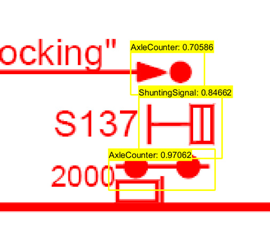 AxleCounter: 0.70586
ocking"
ShuntingSignal: 0.84662
S137
AxleCounter: 0.97062
2000